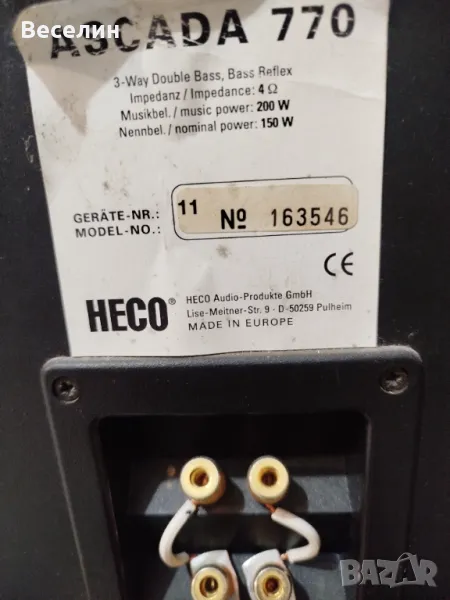 Веселин
ASCADA 770
3-Way Double Bass, Bass Reflex
Impedanz / Impedance: 4 Ω
Musikbel. / music power: 200 W
Nennbel. / nominal power: 150 W
GERÄTE-NR.: 11 № 163546
MODEL-NO.:
CE
HECO® HECO Audio-Produkte GmbH
Lise-Meitner-Str. 9 · D-50259 Pulheim
MADE IN EUROPE
BAZAR